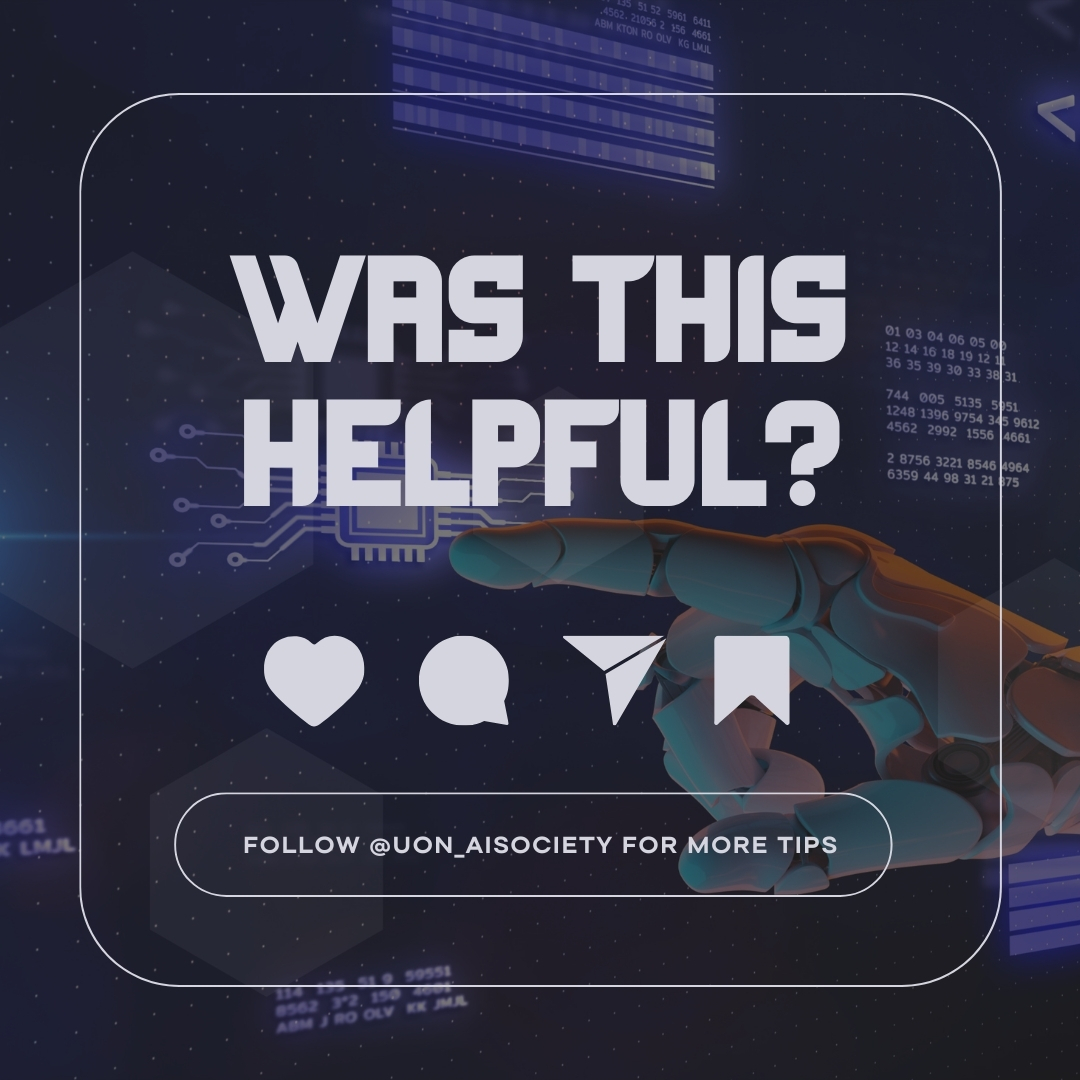 135 51 52 5961 6411
.4562. 21056 2 156 4661
ABM KTON RO OLV KG LMJL
<
WAS THIS
HELPFUL?
01 03 04 06 05 00
12 14 16 18 19 12 11
36 35 39 30 33 38 31
744 005 5135 5951
1248 1396 9754 345 9612
4562 2992 1556 4661
2 8756 3221 8546 4964
6359 44 98 31 21 875
4661
K LMJL
FOLLOW @UON_AISOCIETY FOR MORE TIPS
114 135 51 9 59551
8562 3*2 150 4661
ABM J RO OLV KK JMJL